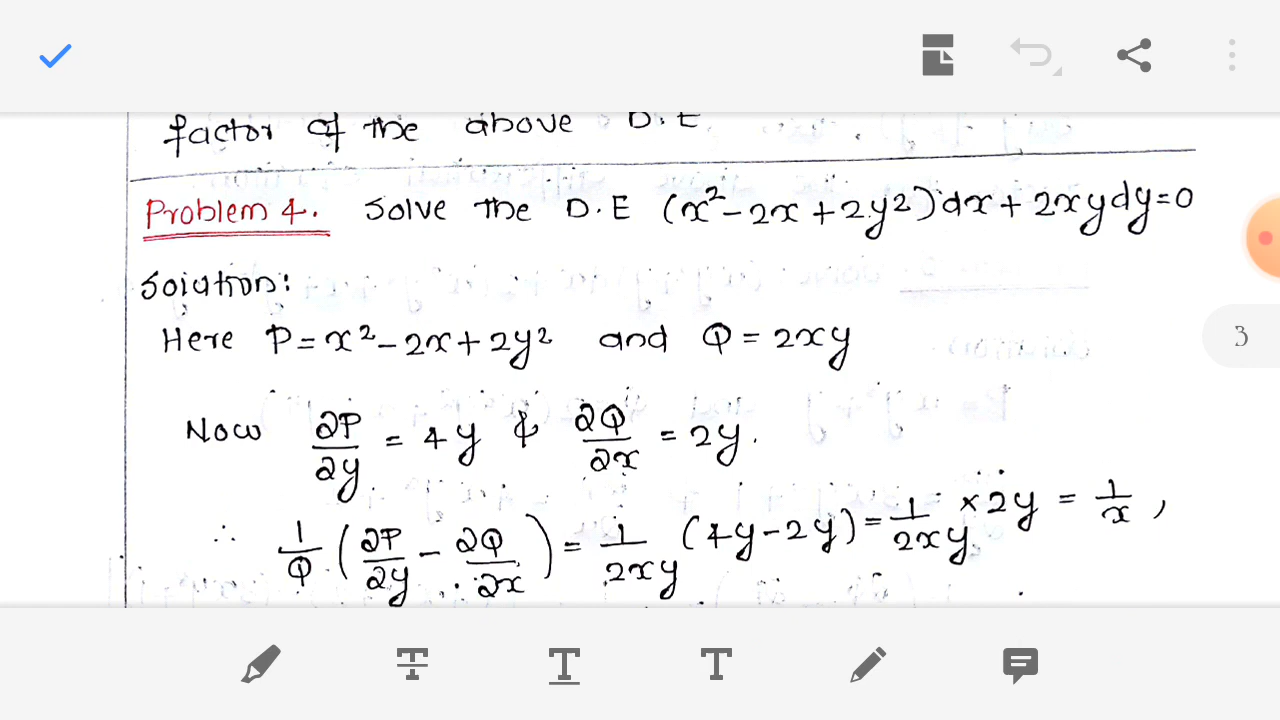 factor of the above D.E
Problem 4. Solve the D.E (x² - 2x + 2y²)dx + 2xydy=0
Solution:
Here P = x² - 2x + 2y² and Q = 2xy
Now ∂P/∂y = 4y & ∂Q/∂x = 2y.
∴ 1/Q (∂P/∂y - ∂Q/∂x) = 1/2xy (4y - 2y) = 1/2xy × 2y = 1/x ,
3